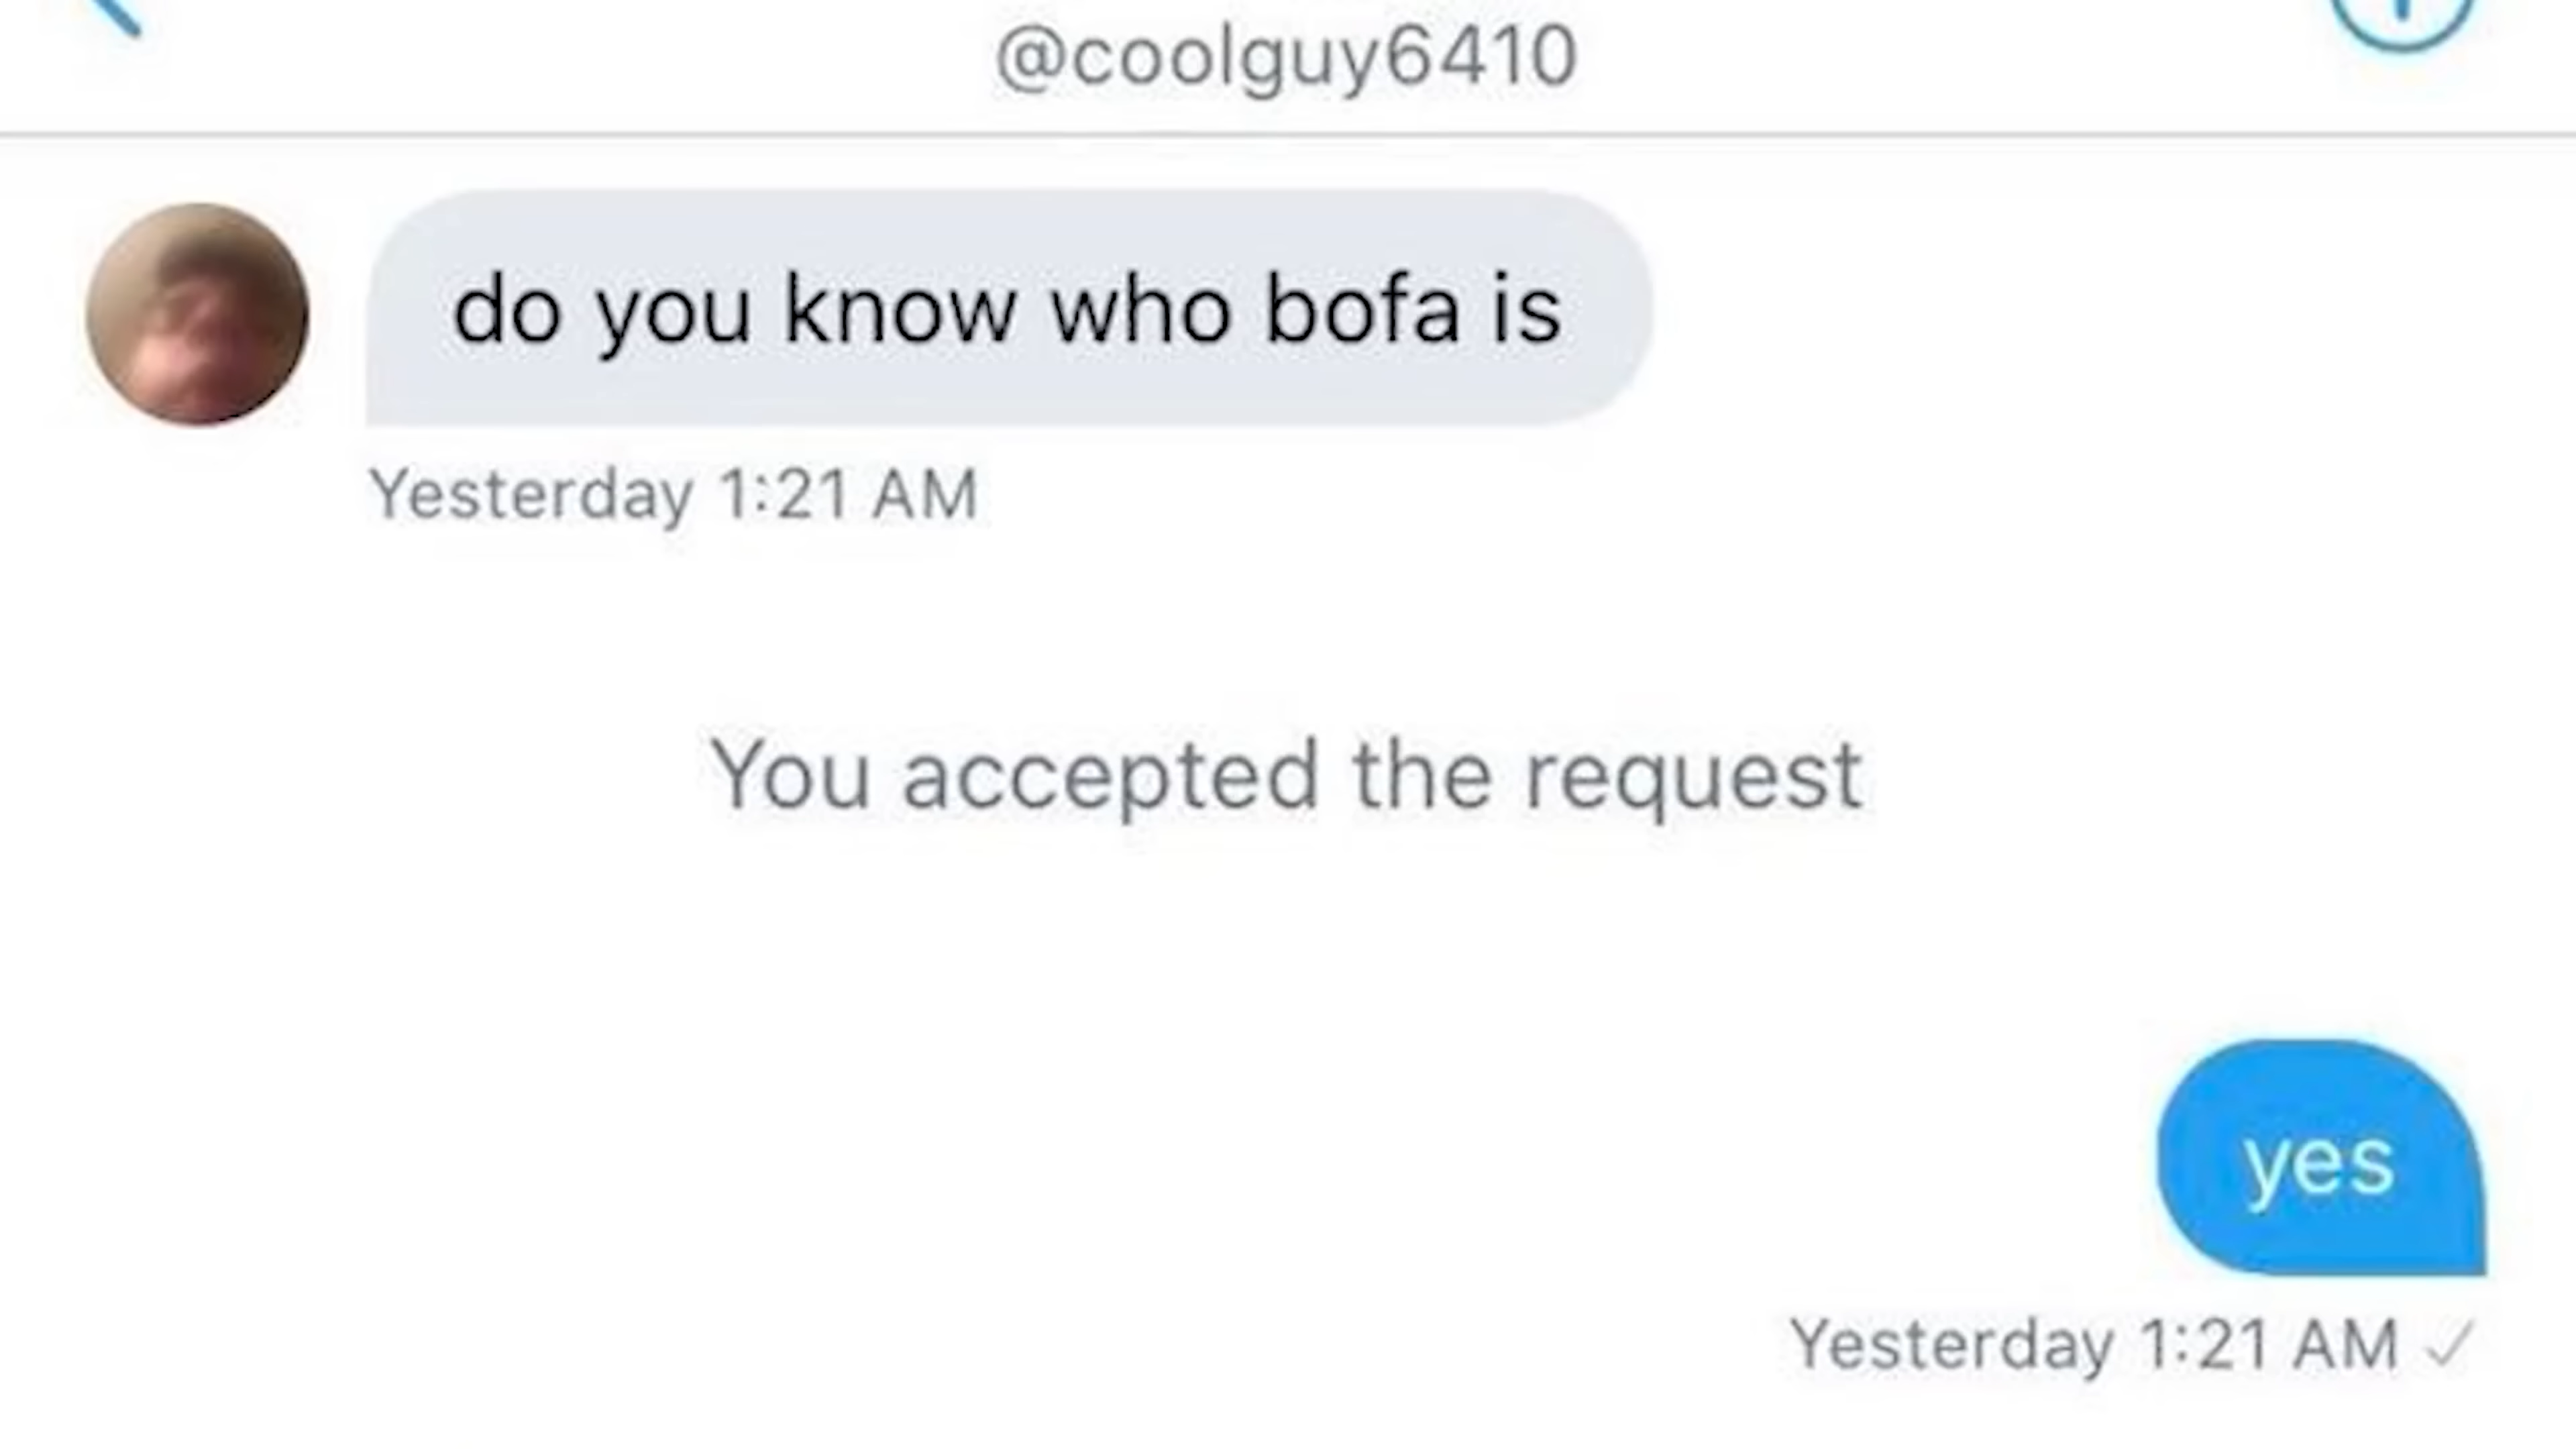 @coolguy6410
do you know who bofa is
Yesterday 1:21 AM
You accepted the request
yes
Yesterday 1:21 AM ✓